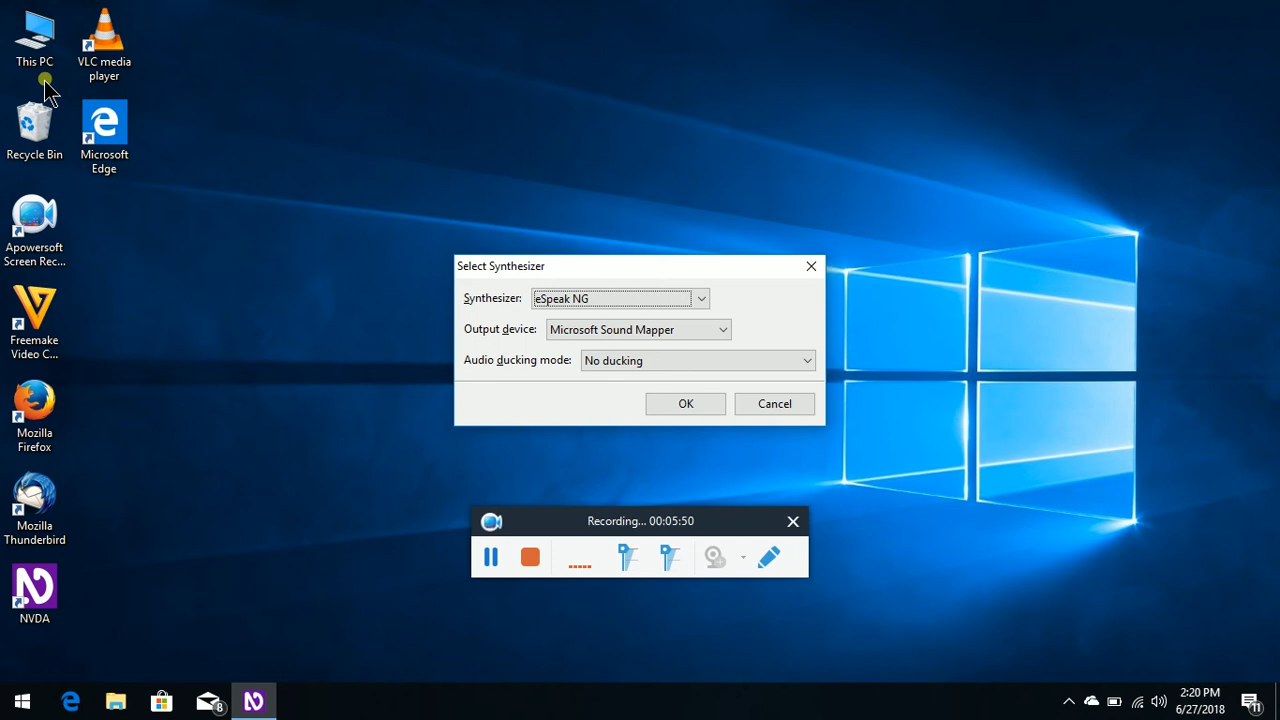 This PC
VLC media
player
Recycle Bin
Microsoft
Edge
Apowersoft
Screen Rec...
Freemake
Video C...
Mozilla
Firefox
Mozilla
Thunderbird
NVDA
Select Synthesizer
Synthesizer: eSpeak NG
Output device: Microsoft Sound Mapper
Audio ducking mode: No ducking
OK Cancel
Recording... 00:05:50
8
2:20 PM
6/27/2018
11